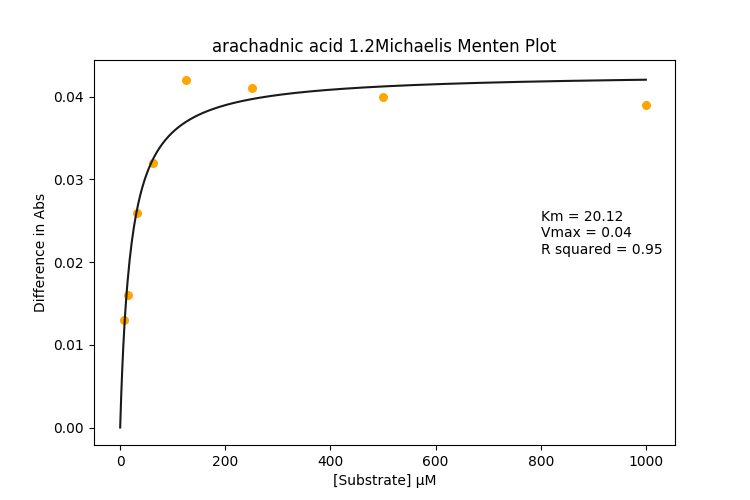 arachadnic acid 1.2Michaelis Menten Plot
0.04
0.03
0.02
0.01
0.00
Difference in Abs
Km = 20.12
Vmax = 0.04
R squared = 0.95
0
200
400
600
800
1000
[Substrate] μM